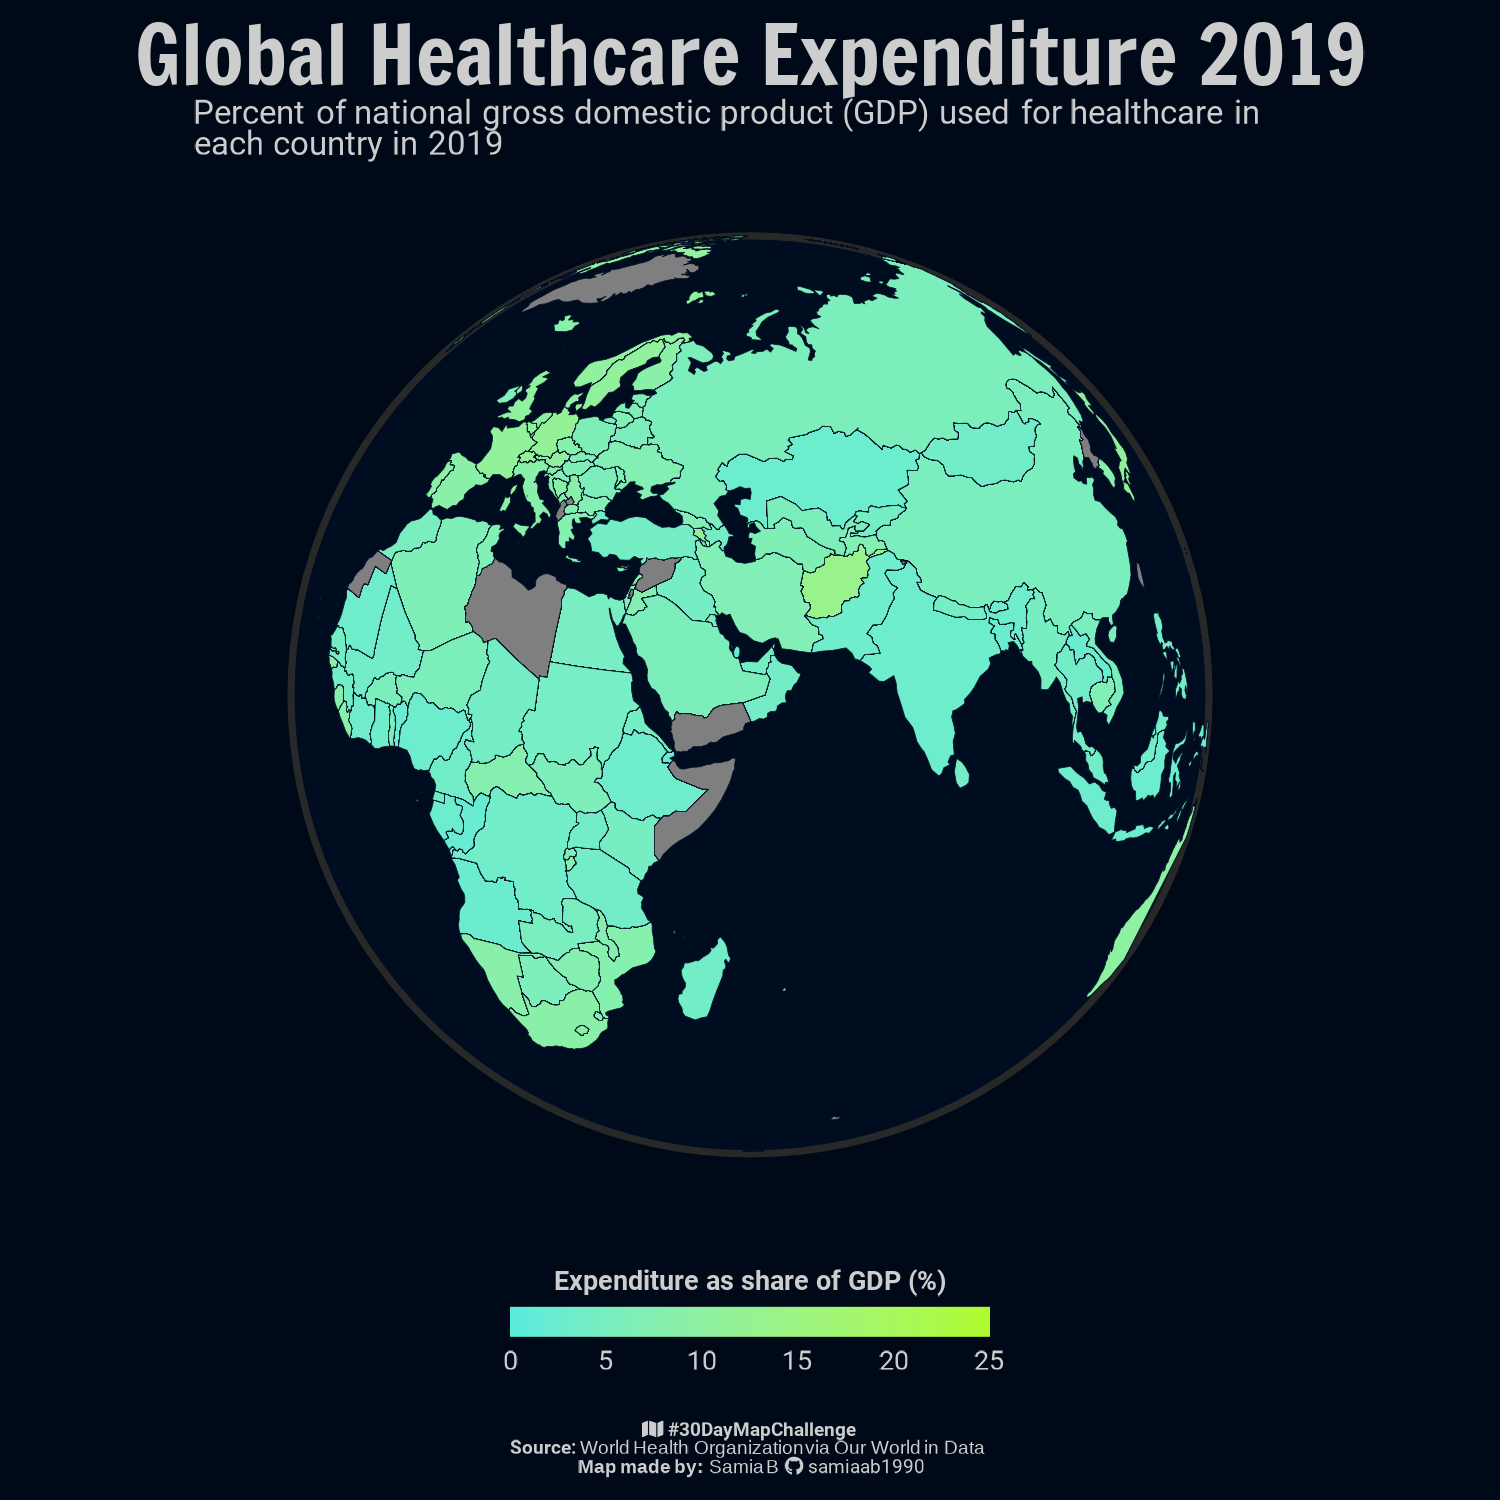 Global Healthcare Expenditure 2019
Percent of national gross domestic product (GDP) used for healthcare in
each country in 2019
Expenditure as share of GDP (%)
0 5 10 15 20 25
#30DayMapChallenge
Source: World Health Organization via Our World in Data
Map made by: Samia B samiaab1990